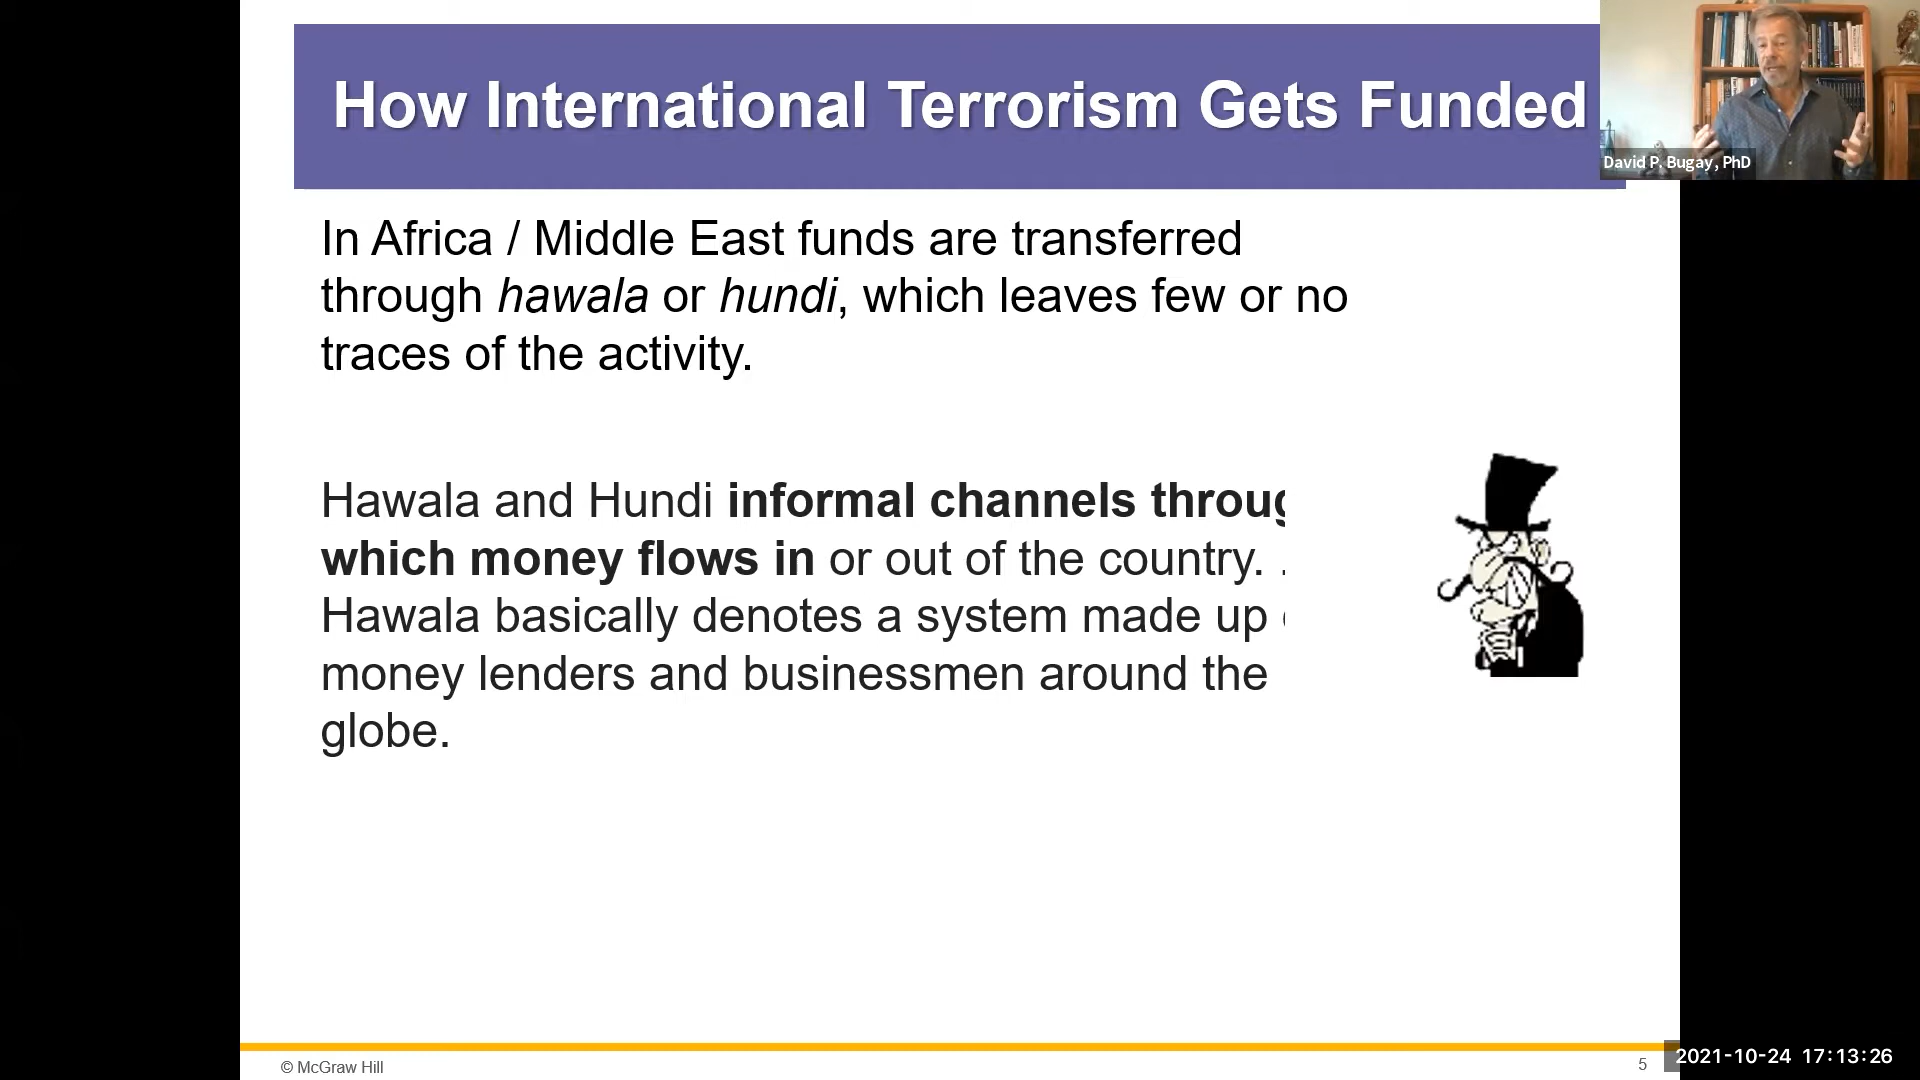 How International Terrorism Gets Funded
David P. Bugay, PhD
In Africa / Middle East funds are transferred
through hawala or hundi, which leaves few or no
traces of the activity.
Hawala and Hundi informal channels throug
which money flows in or out of the country. .
Hawala basically denotes a system made up
money lenders and businessmen around the
globe.
© McGraw Hill
5
2021-10-24 17:13:26